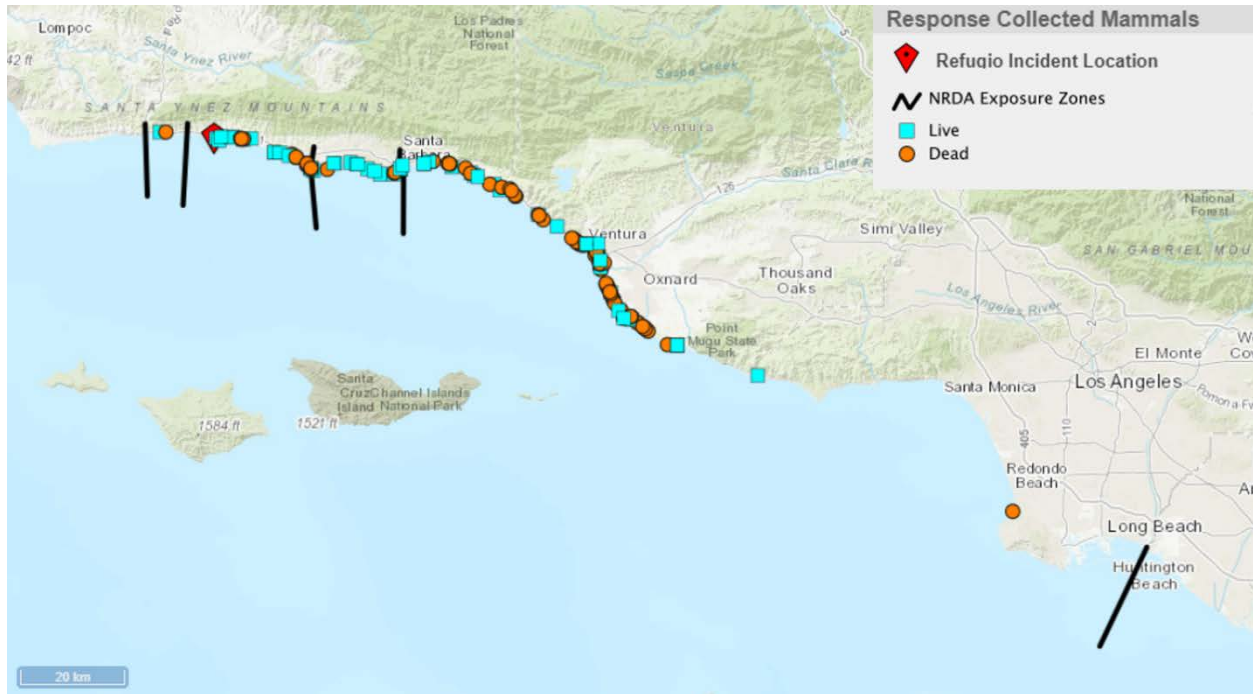 Response Collected Mammals
Refugio Incident Location
NRDA Exposure Zones
Live
Dead
Lompoc
Los Padres
National
Forest
Santa Ynez River
42 ft
Sespe Creek
SANTA YNEZ MOUNTAINS
Santa
Barbara
Ventura
Santa Clara
126
National
Forest
Ventura
Simi Valley
SAN GABRIEL MOU
Oxnard
Thousand
Oaks
Los Angeles River
Point
Mugu State
Park
El Monte
Santa
Cruz
Island
Channel Islands
National Park
Santa Monica
Los Angeles
1584 ft
1521 ft
405
110
Redondo
Beach
Long Beach
Huntington
Beach
20 km